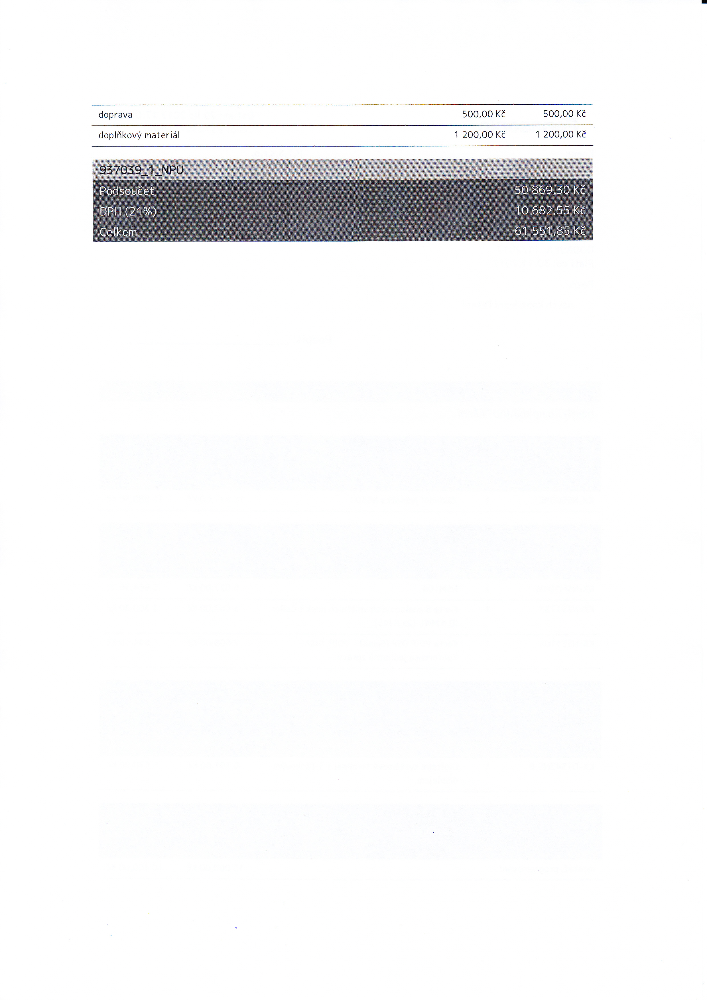 doprava 500,00 Kč 500,00 Kč
doplňkový materiál 1 200,00 Kč 1 200,00 Kč
937039_1_NPU
Podsoučet 50 869,30 Kč
DPH (21%) 10 682,55 Kč
Celkem 61 551,85 Kč